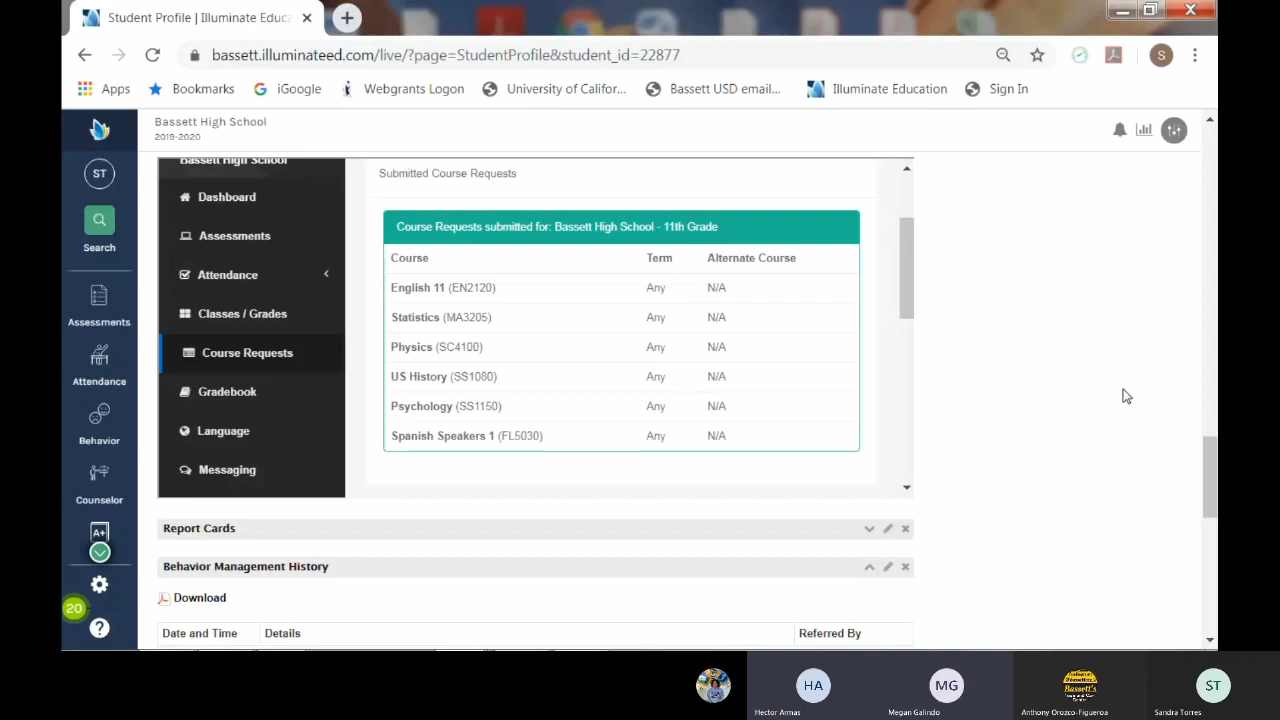 Student Profile | Illuminate Educa
bassett.illuminateed.com/live/?page=StudentProfile&student_id=22877
S
Apps Bookmarks iGoogle Webgrants Logon University of Califor... Bassett USD email... Illuminate Education Sign In
Bassett High School
2019-2020
ST
Search
Assessments
Attendance
Behavior
Counselor
A+
20
Bassett High School
Dashboard
Assessments
Attendance
Classes / Grades
Course Requests
Gradebook
Language
Messaging
Submitted Course Requests
Course Requests submitted for: Bassett High School - 11th Grade
Course Term Alternate Course
English 11 (EN2120) Any N/A
Statistics (MA3205) Any N/A
Physics (SC4100) Any N/A
US History (SS1080) Any N/A
Psychology (SS1150) Any N/A
Spanish Speakers 1 (FL5030) Any N/A
Report Cards
Behavior Management History
Download
Date and Time Details Referred By
HA
Hector Armas
MG
Megan Galindo
Bassett's
Anthony Orozco-Figueroa
ST
Sandra Torres